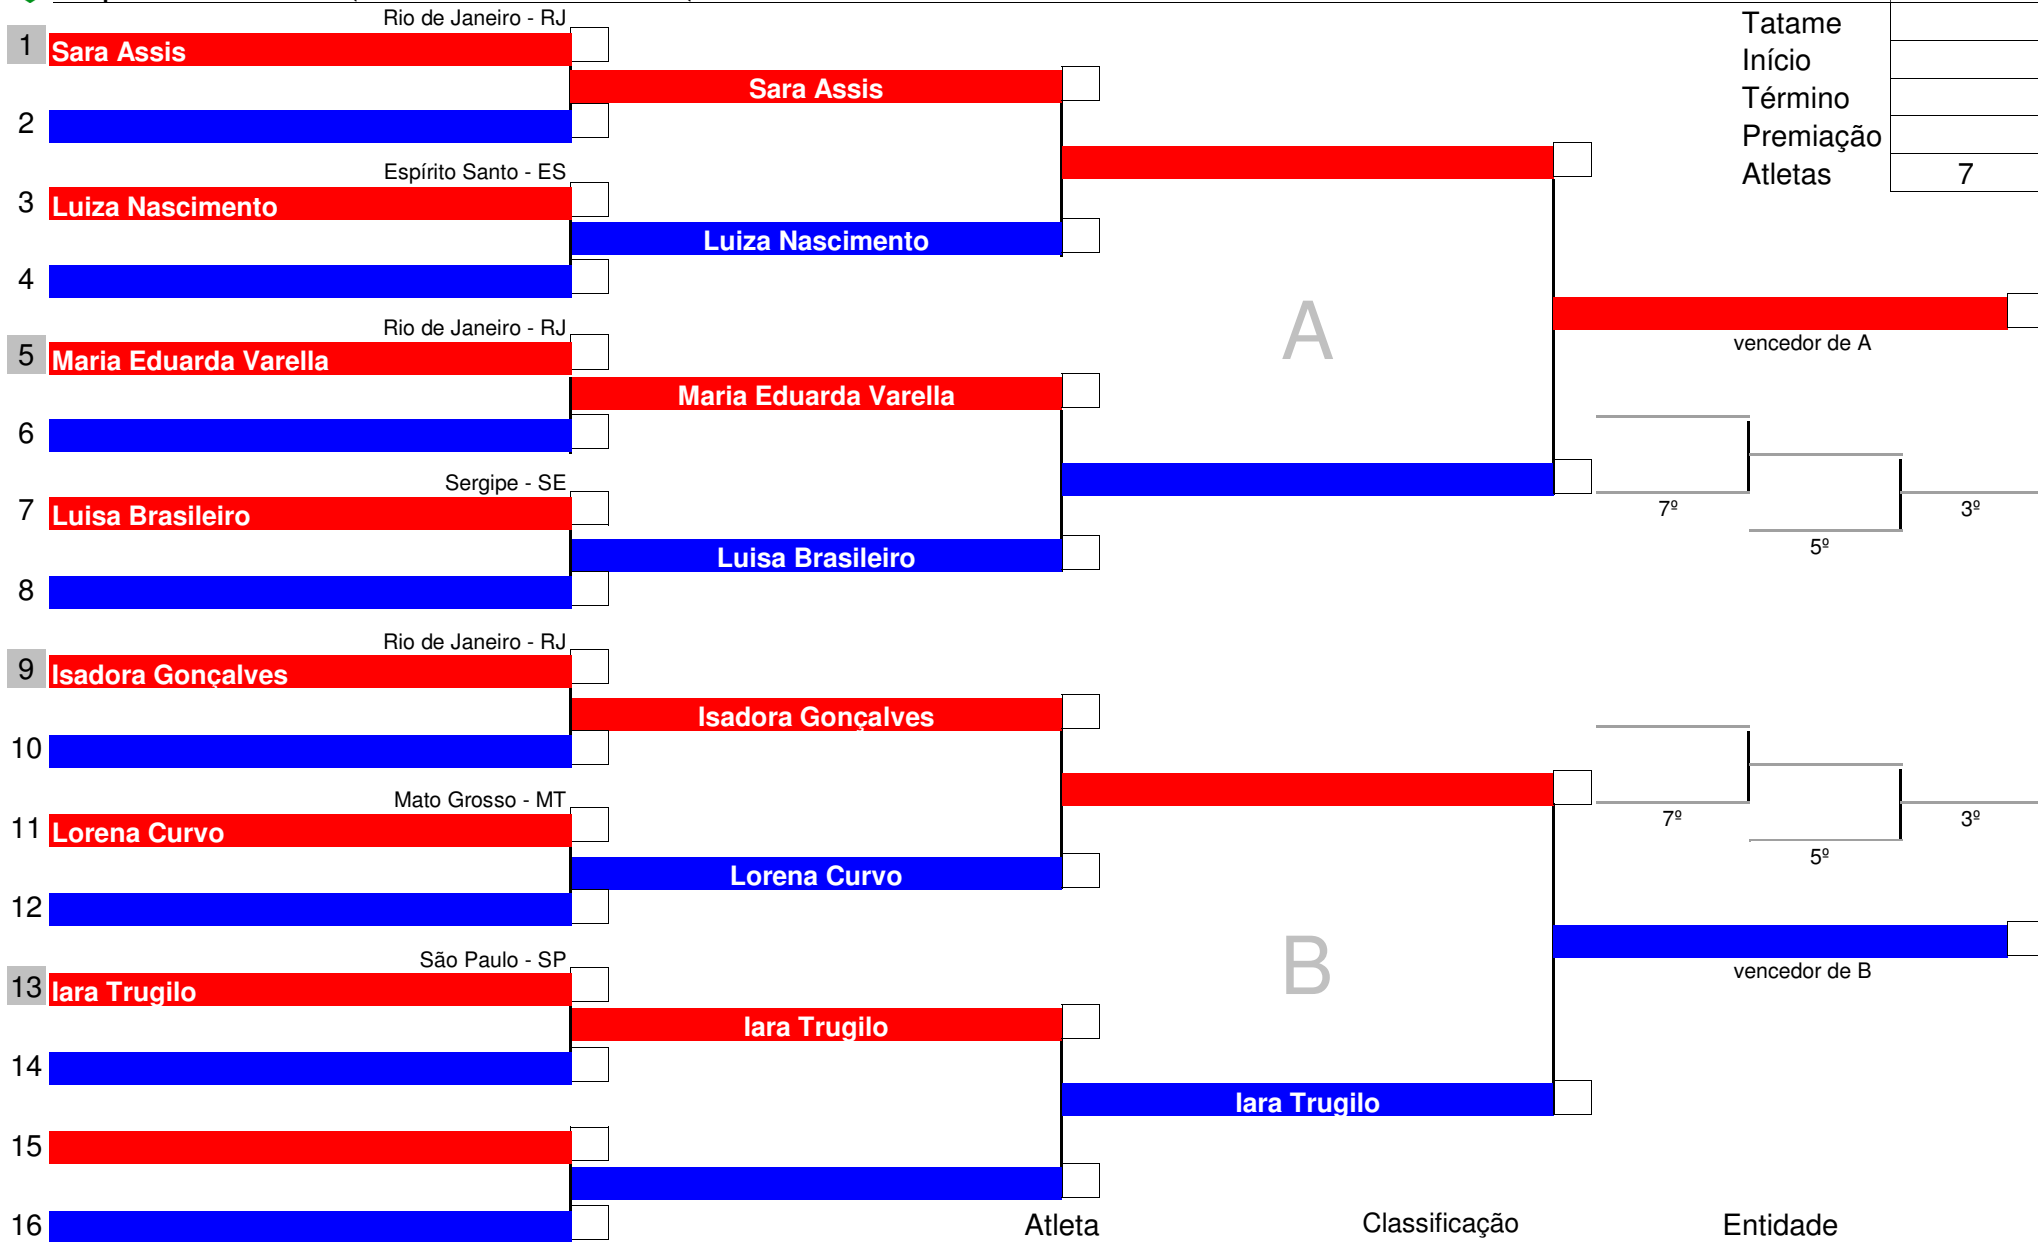 Rio de Janeiro - RJ
1 Sara Assis
Sara Assis
2
Espírito Santo - ES
3 Luiza Nascimento
Luiza Nascimento
4
Rio de Janeiro - RJ
5 Maria Eduarda Varella
Maria Eduarda Varella
6
Sergipe - SE
7 Luisa Brasileiro
Luisa Brasileiro
8
Rio de Janeiro - RJ
9 Isadora Gonçalves
Isadora Gonçalves
10
Mato Grosso - MT
11 Lorena Curvo
Lorena Curvo
12
São Paulo - SP
13 Iara Trugilo
Iara Trugilo
14
Iara Trugilo
15
16
A
B
Tatame
Início
Término
Premiação
Atletas 7
vencedor de A
7º
3º
5º
7º
3º
5º
vencedor de B
Atleta Classificação Entidade